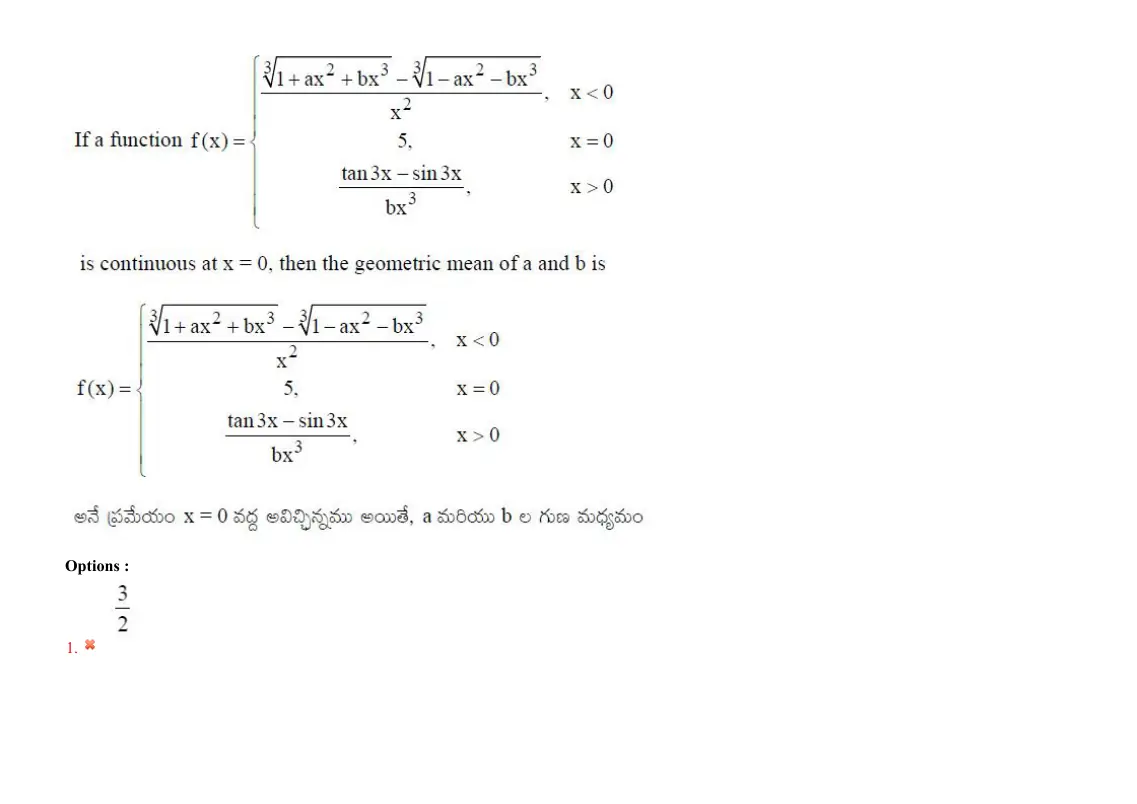 If a function f(x) = { (∛(1 + ax² + bx³) − ∛(1 − ax² − bx³)) / x², x < 0
5, x = 0
(tan 3x − sin 3x) / bx³, x > 0
is continuous at x = 0, then the geometric mean of a and b is
f(x) = { (∛(1 + ax² + bx³) − ∛(1 − ax² − bx³)) / x², x < 0
5, x = 0
(tan 3x − sin 3x) / bx³, x > 0
అనే ప్రమేయం x = 0 వద్ద అవిచ్ఛిన్నము అయితే, a మరియు b ల గుణ మధ్యమం
Options :
3/2
1. ✖